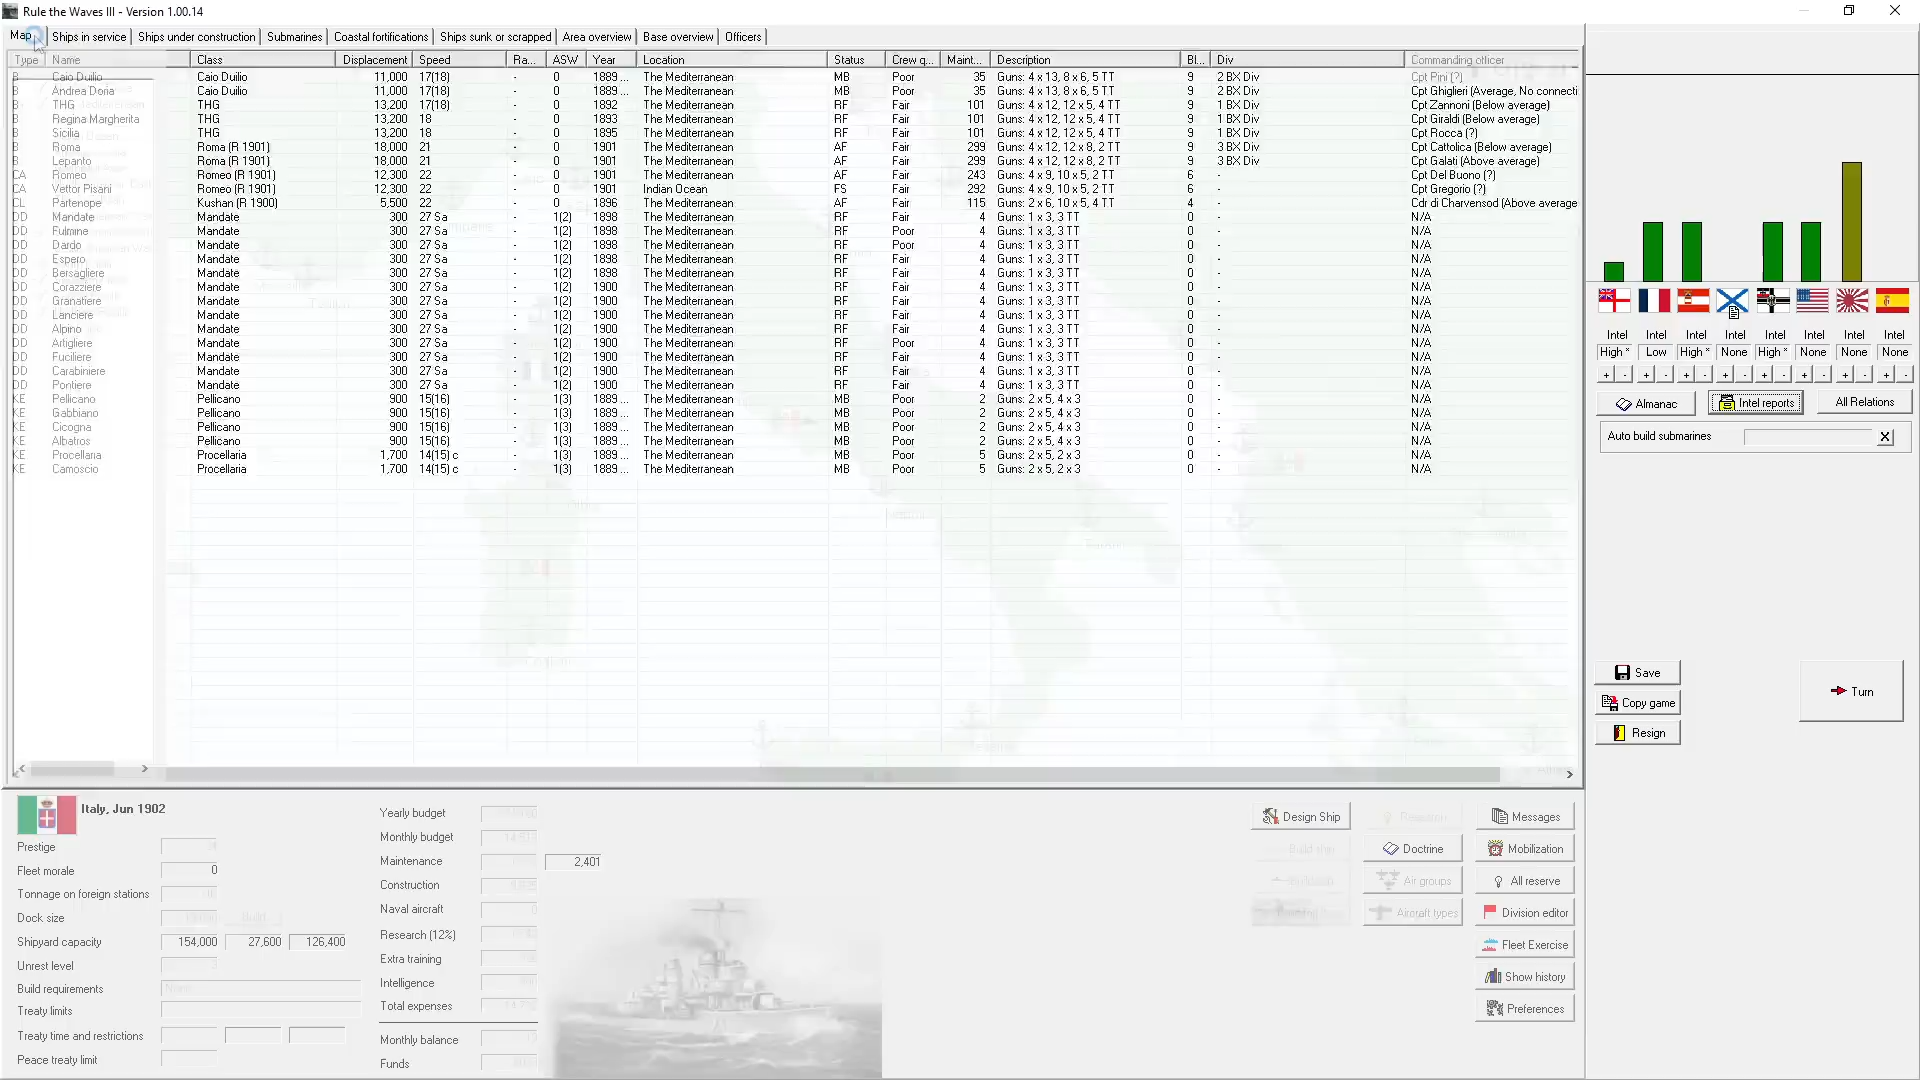 Rule the Waves III - Version 1.00.14
Map Ships in service Ships under construction Submarines Coastal fortifications Ships sunk or scrapped Area overview Base overview Officers
Type Name Class Displacement Speed Ra... ASW Year Location Status Crew q... Maint... Description Bl... Div Commanding officer
B Caio Duilio Caio Duilio 11,000 17(18) - 0 1889 ... The Mediterranean MB Poor 35 Guns: 4 x 13, 8 x 6, 5 TT 9 2 BX Div Cpt Pini (?)
B Andrea Doria Caio Duilio 11,000 17(18) - 0 1889 ... The Mediterranean MB Poor 35 Guns: 4 x 13, 8 x 6, 5 TT 9 2 BX Div Cpt Ghiglieri (Average, No connecti
B THG THG 13,200 17(18) - 0 1892 The Mediterranean RF Fair 101 Guns: 4 x 12, 12 x 5, 4 TT 9 1 BX Div Cpt Zannoni (Below average)
B Regina Margherita THG 13,200 18 - 0 1893 The Mediterranean RF Fair 101 Guns: 4 x 12, 12 x 5, 4 TT 9 1 BX Div Cpt Giraldi (Below average)
B Sicilia THG 13,200 18 - 0 1895 The Mediterranean RF Fair 101 Guns: 4 x 12, 12 x 5, 4 TT 9 1 BX Div Cpt Rocca (?)
B Roma Roma (R 1901) 18,000 21 - 0 1901 The Mediterranean AF Fair 299 Guns: 4 x 12, 12 x 8, 2 TT 9 3 BX Div Cpt Cattolica (Below average)
B Lepanto Roma (R 1901) 18,000 21 - 0 1901 The Mediterranean AF Fair 299 Guns: 4 x 12, 12 x 8, 2 TT 9 3 BX Div Cpt Galati (Above average)
CA Romeo Romeo (R 1901) 12,300 22 - 0 1901 The Mediterranean AF Fair 243 Guns: 4 x 9, 10 x 5, 2 TT 6 - Cpt Del Buono (?)
CA Vettor Pisani Romeo (R 1901) 12,300 22 - 0 1901 Indian Ocean FS Fair 292 Guns: 4 x 9, 10 x 5, 2 TT 6 - Cpt Gregorio (?)
CL Partenope Kushan (R 1900) 5,500 22 - 0 1896 The Mediterranean AF Fair 115 Guns: 2 x 6, 10 x 5, 4 TT 4 - Cdr di Charvensod (Above average
DD Mandate Mandate 300 27 Sa - 1(2) 1898 The Mediterranean RF Fair 4 Guns: 1 x 3, 3 TT 0 - N/A
DD Fulmine Mandate 300 27 Sa - 1(2) 1898 The Mediterranean RF Poor 4 Guns: 1 x 3, 3 TT 0 - N/A
DD Dardo Mandate 300 27 Sa - 1(2) 1898 The Mediterranean RF Poor 4 Guns: 1 x 3, 3 TT 0 - N/A
DD Espero Mandate 300 27 Sa - 1(2) 1898 The Mediterranean RF Fair 4 Guns: 1 x 3, 3 TT 0 - N/A
DD Bersagliere Mandate 300 27 Sa - 1(2) 1898 The Mediterranean RF Fair 4 Guns: 1 x 3, 3 TT 0 - N/A
DD Corazziere Mandate 300 27 Sa - 1(2) 1900 The Mediterranean RF Fair 4 Guns: 1 x 3, 3 TT 0 - N/A
DD Granatiere Mandate 300 27 Sa - 1(2) 1900 The Mediterranean RF Fair 4 Guns: 1 x 3, 3 TT 0 - N/A
DD Lanciere Mandate 300 27 Sa - 1(2) 1900 The Mediterranean RF Fair 4 Guns: 1 x 3, 3 TT 0 - N/A
DD Alpino Mandate 300 27 Sa - 1(2) 1900 The Mediterranean RF Fair 4 Guns: 1 x 3, 3 TT 0 - N/A
DD Artigliere Mandate 300 27 Sa - 1(2) 1900 The Mediterranean RF Poor 4 Guns: 1 x 3, 3 TT 0 - N/A
DD Fuciliere Mandate 300 27 Sa - 1(2) 1900 The Mediterranean RF Fair 4 Guns: 1 x 3, 3 TT 0 - N/A
DD Carabiniere Mandate 300 27 Sa - 1(2) 1900 The Mediterranean RF Fair 4 Guns: 1 x 3, 3 TT 0 - N/A
DD Pontiere Mandate 300 27 Sa - 1(2) 1900 The Mediterranean RF Fair 4 Guns: 1 x 3, 3 TT 0 - N/A
KE Pellicano Pellicano 900 15(16) - 1(3) 1889 ... The Mediterranean MB Poor 2 Guns: 2 x 5, 4 x 3 0 - N/A
KE Gabbiano Pellicano 900 15(16) - 1(3) 1889 ... The Mediterranean MB Poor 2 Guns: 2 x 5, 4 x 3 0 - N/A
KE Cicogna Pellicano 900 15(16) - 1(3) 1889 ... The Mediterranean MB Poor 2 Guns: 2 x 5, 4 x 3 0 - N/A
KE Albatros Pellicano 900 15(16) - 1(3) 1889 ... The Mediterranean MB Poor 2 Guns: 2 x 5, 4 x 3 0 - N/A
KE Procellaria Procellaria 1,700 14(15) c - 1(3) 1889 ... The Mediterranean MB Poor 5 Guns: 2 x 5, 2 x 3 0 - N/A
KE Camoscio Procellaria 1,700 14(15) c - 1(3) 1889 ... The Mediterranean MB Poor 5 Guns: 2 x 5, 2 x 3 0 - N/A
Intel Intel Intel Intel Intel Intel Intel Intel
High * Low High * None High * None None None
+ - + - + - + - + - + - + - + -
Almanac Intel reports All Relations
Auto build submarines X
Save
Copy game
Resign
Turn
Italy, Jun 1902
Prestige
Fleet morale 0
Tonnage on foreign stations
Dock size
Shipyard capacity 154,000 27,600 126,400
Unrest level
Build requirements
Treaty limits
Treaty time and restrictions
Peace treaty limit
Yearly budget
Monthly budget
Maintenance 2,401
Construction
Naval aircraft
Research (12%)
Extra training
Intelligence
Total expenses
Monthly balance
Funds
Design Ship
Build ship
Research
Doctrine
Air groups
Aircraft types
Messages
Mobilization
All reserve
Division editor
Fleet Exercise
Show history
Preferences